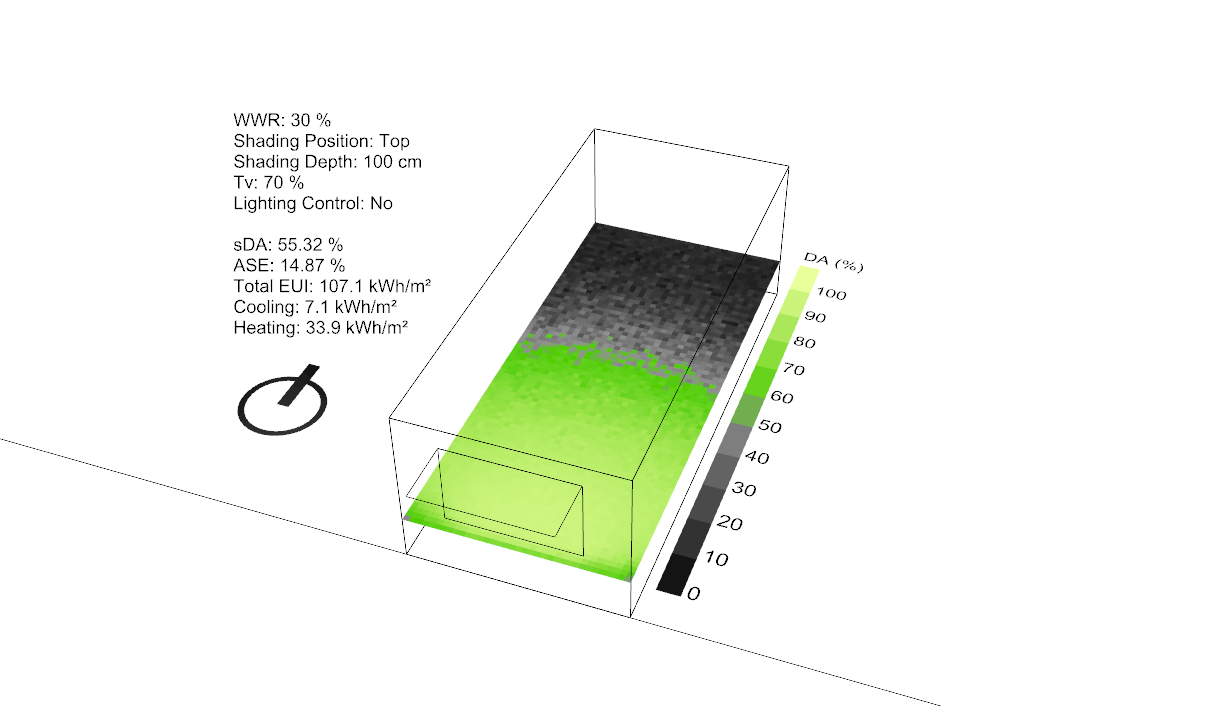 WWR: 30 %
Shading Position: Top
Shading Depth: 100 cm
Tv: 70 %
Lighting Control: No
sDA: 55.32 %
ASE: 14.87 %
Total EUI: 107.1 kWh/m²
Cooling: 7.1 kWh/m²
Heating: 33.9 kWh/m²
DA (%)
100
90
80
70
60
50
40
30
20
10
0